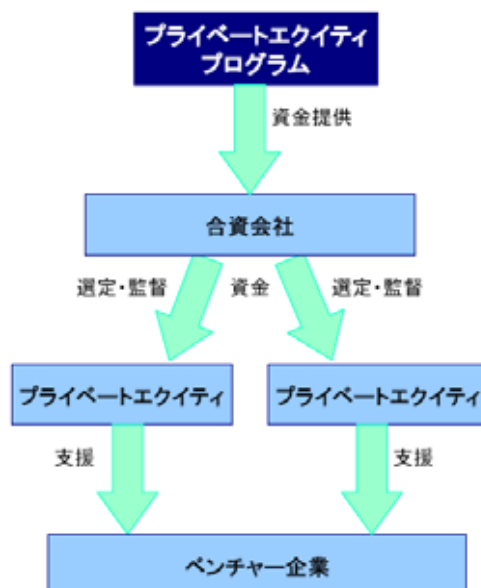 プライベートエクイティ
プログラム
資金提供
合資会社
選定・監督
資金
選定・監督
プライベートエクイティ
プライベートエクイティ
支援
支援
ベンチャー企業